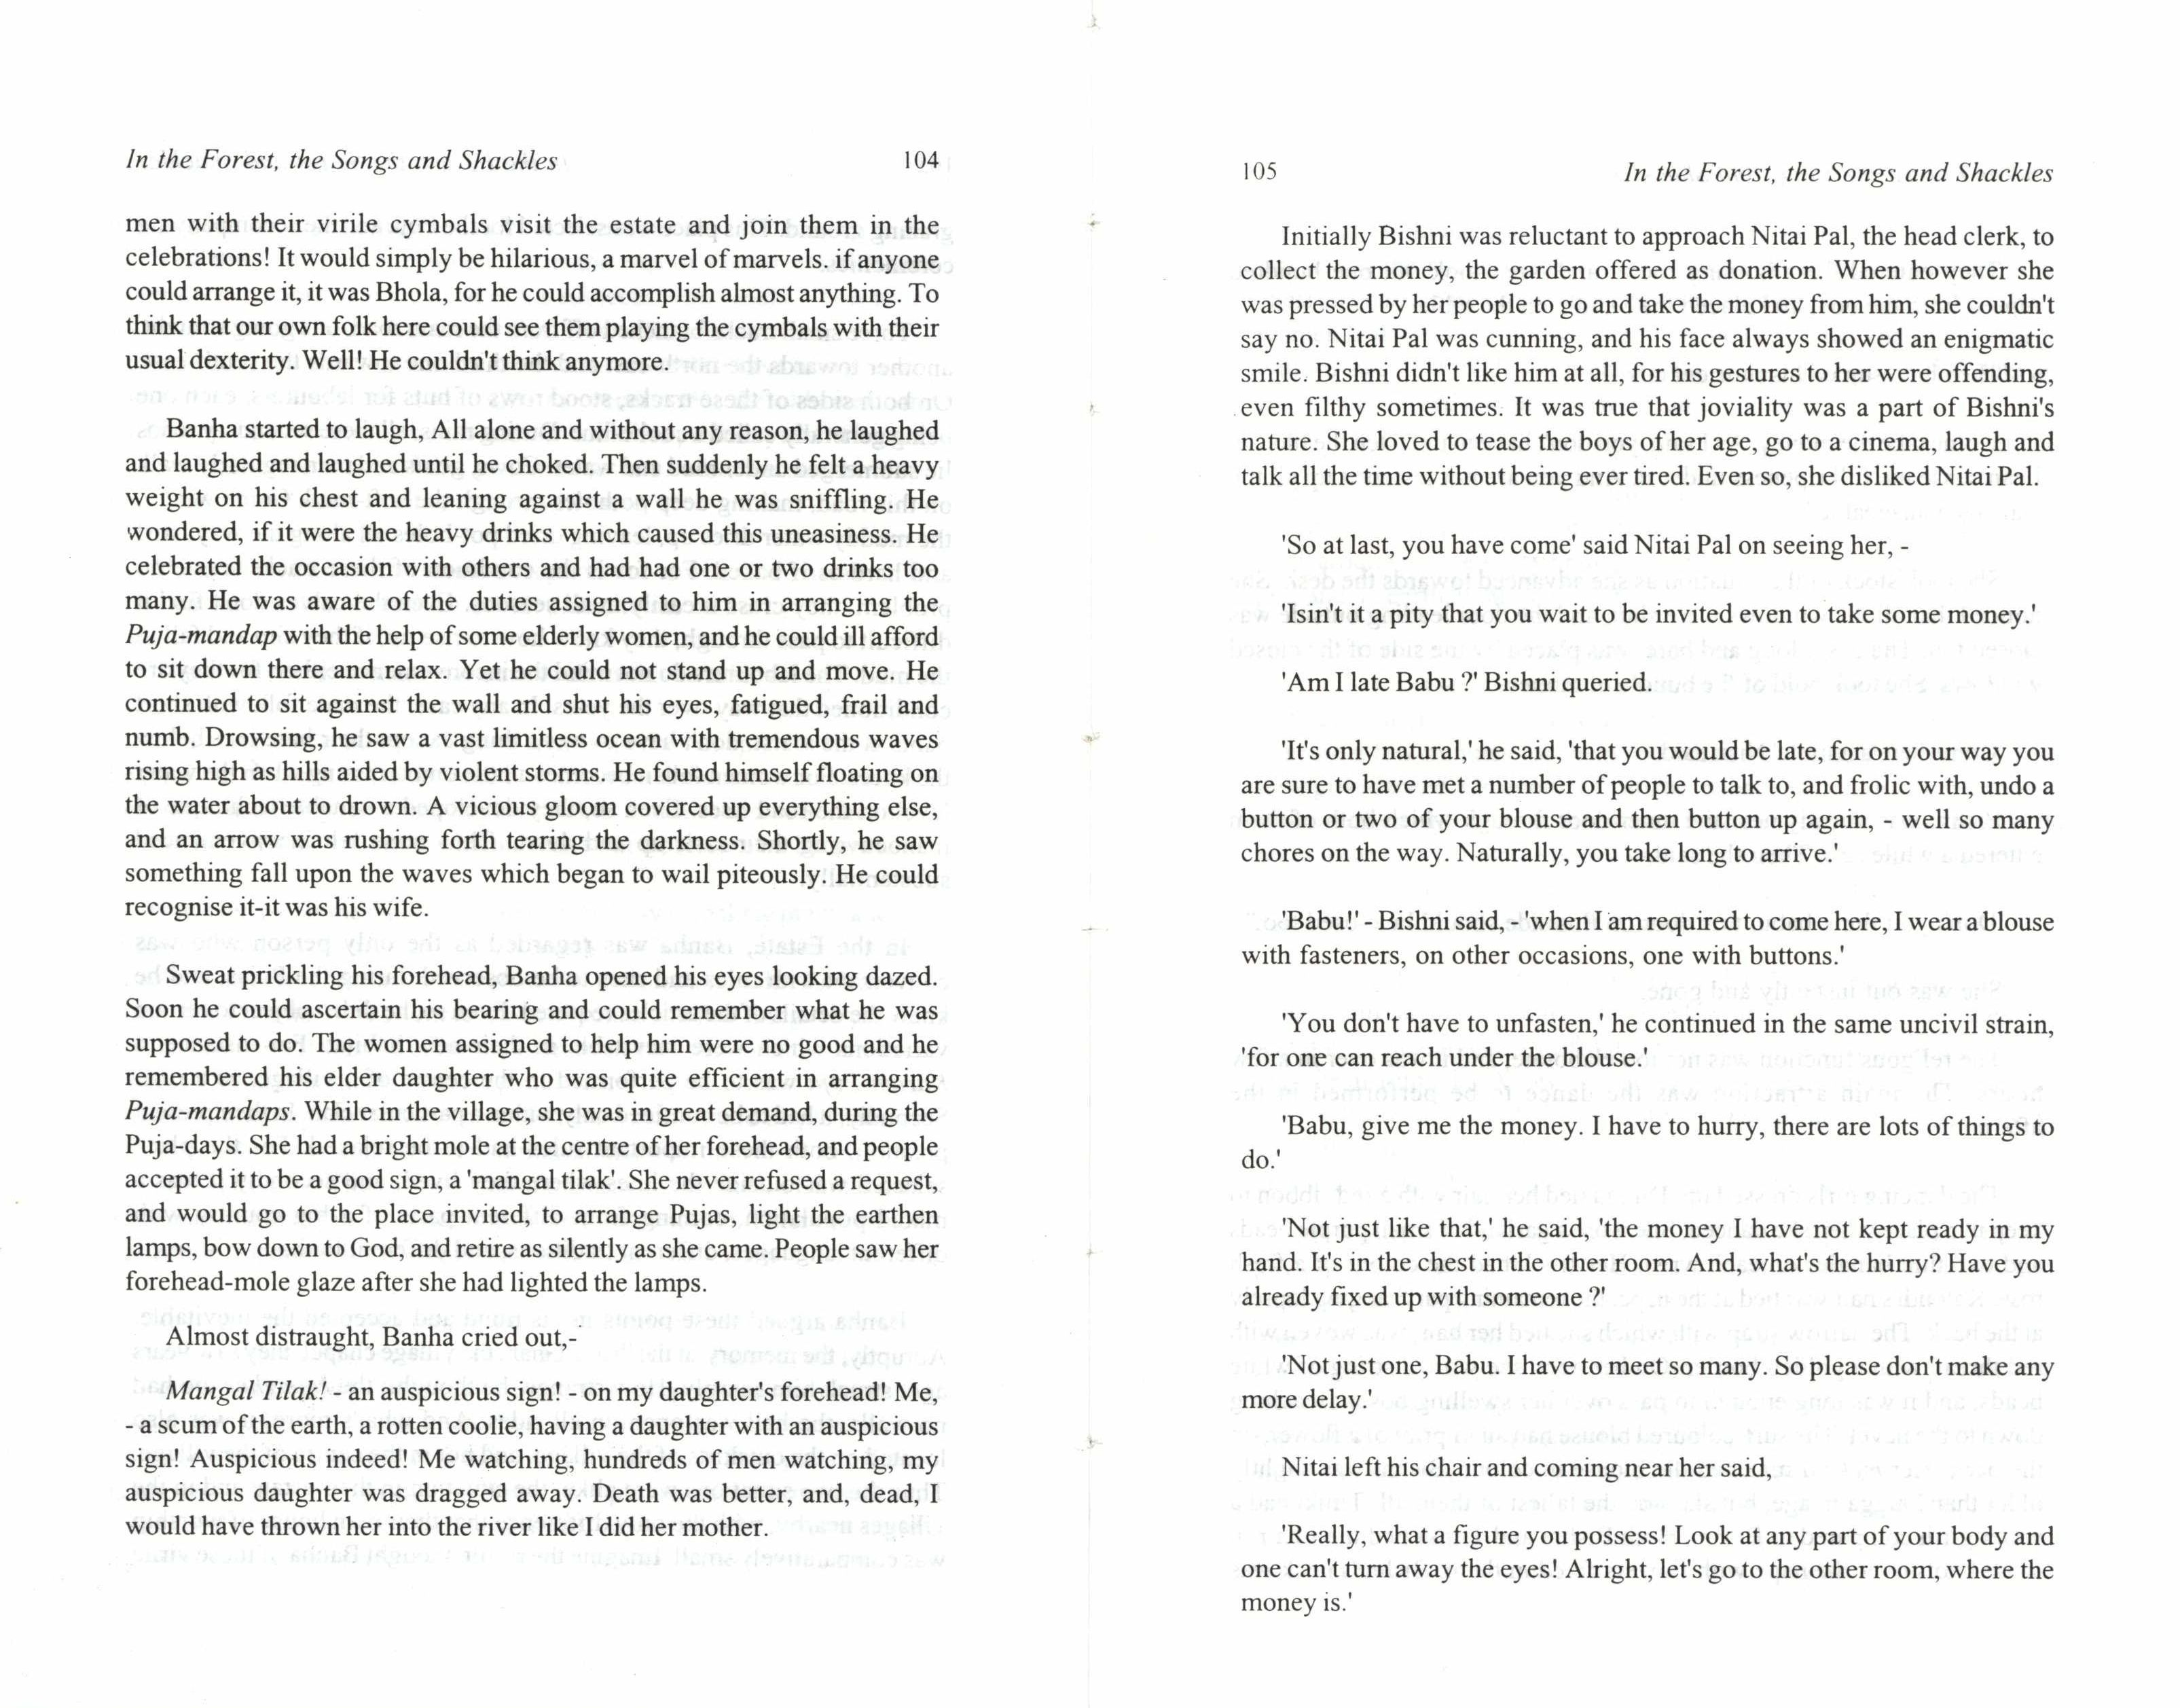 In the Forest, the Songs and Shackles 104
men with their virile cymbals visit the estate and join them in the
celebrations! It would simply be hilarious, a marvel of marvels. if anyone
could arrange it, it was Bhola, for he could accomplish almost anything. To
think that our own folk here could see them playing the cymbals with their
usual dexterity. Well! He couldn't think anymore.
Banha started to laugh, All alone and without any reason, he laughed
and laughed and laughed until he choked. Then suddenly he felt a heavy
weight on his chest and leaning against a wall he was sniffling. He
wondered, if it were the heavy drinks which caused this uneasiness. He
celebrated the occasion with others and had had one or two drinks too
many. He was aware of the duties assigned to him in arranging the
Puja-mandap with the help of some elderly women, and he could ill afford
to sit down there and relax. Yet he could not stand up and move. He
continued to sit against the wall and shut his eyes, fatigued, frail and
numb. Drowsing, he saw a vast limitless ocean with tremendous waves
rising high as hills aided by violent storms. He found himself floating on
the water about to drown. A vicious gloom covered up everything else,
and an arrow was rushing forth tearing the darkness. Shortly, he saw
something fall upon the waves which began to wail piteously. He could
recognise it-it was his wife.
Sweat prickling his forehead, Banha opened his eyes looking dazed.
Soon he could ascertain his bearing and could remember what he was
supposed to do. The women assigned to help him were no good and he
remembered his elder daughter who was quite efficient in arranging
Puja-mandaps. While in the village, she was in great demand, during the
Puja-days. She had a bright mole at the centre of her forehead, and people
accepted it to be a good sign, a 'mangal tilak'. She never refused a request,
and would go to the place invited, to arrange Pujas, light the earthen
lamps, bow down to God, and retire as silently as she came. People saw her
forehead-mole glaze after she had lighted the lamps.
Almost distraught, Banha cried out,-
'Mangal Tilak! - an auspicious sign! - on my daughter's forehead! Me,
- a scum of the earth, a rotten coolie, having a daughter with an auspicious
sign! Auspicious indeed! Me watching, hundreds of men watching, my
auspicious daughter was dragged away. Death was better, and, dead, I
would have thrown her into the river like I did her mother.
105 In the Forest, the Songs and Shackles
Initially Bishni was reluctant to approach Nitai Pal, the head clerk, to
collect the money, the garden offered as donation. When however she
was pressed by her people to go and take the money from him, she couldn't
say no. Nitai Pal was cunning, and his face always showed an enigmatic
smile. Bishni didn't like him at all, for his gestures to her were offending,
even filthy sometimes. It was true that joviality was a part of Bishni's
nature. She loved to tease the boys of her age, go to a cinema, laugh and
talk all the time without being ever tired. Even so, she disliked Nitai Pal.
'So at last, you have come' said Nitai Pal on seeing her, -
'Isin't it a pity that you wait to be invited even to take some money.'
'Am I late Babu ?' Bishni queried.
'It's only natural,' he said, 'that you would be late, for on your way you
are sure to have met a number of people to talk to, and frolic with, undo a
button or two of your blouse and then button up again, - well so many
chores on the way. Naturally, you take long to arrive.'
'Babu!' - Bishni said, - 'when I am required to come here, I wear a blouse
with fasteners, on other occasions, one with buttons.'
'You don't have to unfasten,' he continued in the same uncivil strain,
'for one can reach under the blouse.'
'Babu, give me the money. I have to hurry, there are lots of things to
do.'
'Not just like that,' he said, 'the money I have not kept ready in my
hand. It's in the chest in the other room. And, what's the hurry? Have you
already fixed up with someone ?'
'Not just one, Babu. I have to meet so many. So please don't make any
more delay.'
Nitai left his chair and coming near her said,
'Really, what a figure you possess! Look at any part of your body and
one can't turn away the eyes! Alright, let's go to the other room, where the
money is.'